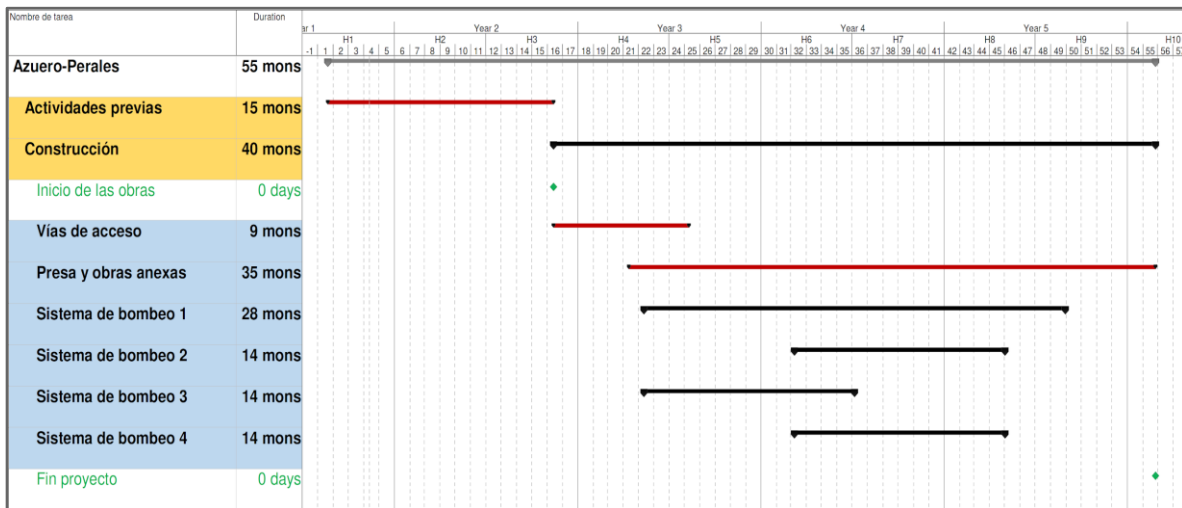 Nombre de tarea Duration
ar 1 Year 2 Year 3 Year 4 Year 5
H1 H2 H3 H4 H5 H6 H7 H8 H9 H10
-1 1 2 3 4 5 6 7 8 9 10 11 12 13 14 15 16 17 18 19 20 21 22 23 24 25 26 27 28 29 30 31 32 33 34 35 36 37 38 39 40 41 42 43 44 45 46 47 48 49 50 51 52 53 54 55 56 57
Azuero-Perales 55 mons
Actividades previas 15 mons
Construcción 40 mons
Inicio de las obras 0 days
Vías de acceso 9 mons
Presa y obras anexas 35 mons
Sistema de bombeo 1 28 mons
Sistema de bombeo 2 14 mons
Sistema de bombeo 3 14 mons
Sistema de bombeo 4 14 mons
Fin proyecto 0 days